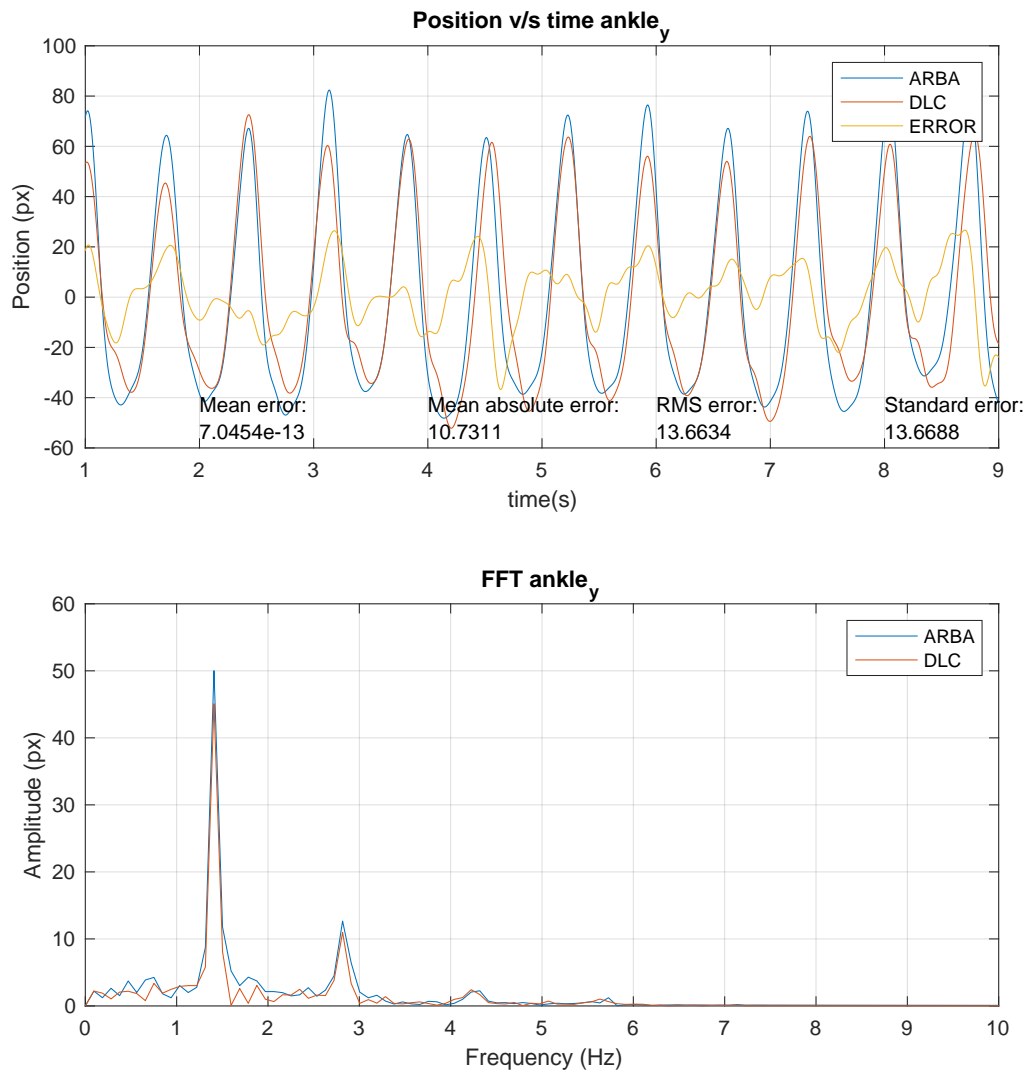 Position v/s time ankle_y
100
80
60
40
20
0
-20
-40
-60
Position (px)
ARBA
DLC
ERROR
Mean error:
7.0454e-13
Mean absolute error:
10.7311
RMS error:
13.6634
Standard error:
13.6688
1 2 3 4 5 6 7 8 9
time(s)
FFT ankle_y
60
50
40
30
20
10
0
Amplitude (px)
ARBA
DLC
0 1 2 3 4 5 6 7 8 9 10
Frequency (Hz)